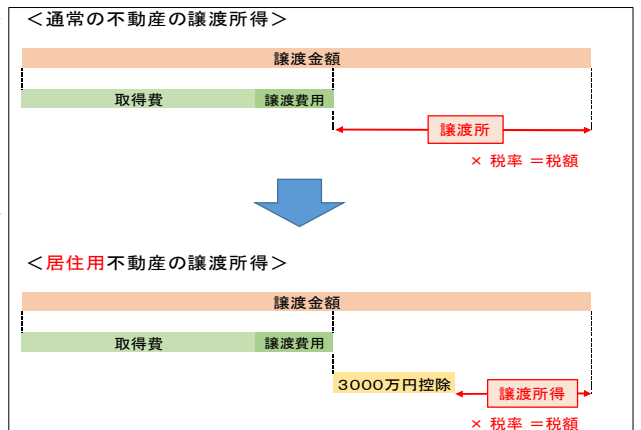 ＜通常の不動産の譲渡所得＞
譲渡金額
取得費
譲渡費用
譲渡所
× 税率 ＝税額
＜居住用不動産の譲渡所得＞
譲渡金額
取得費
譲渡費用
3000万円控除
譲渡所得
× 税率 ＝税額